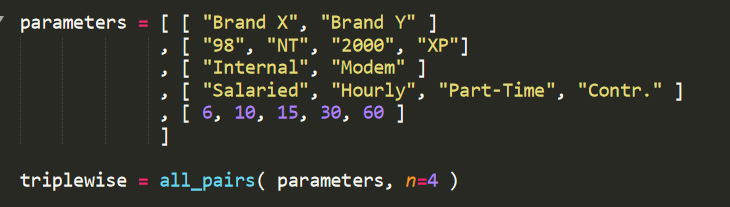 parameters = [ [ "Brand X", "Brand Y" ]
, [ "98", "NT", "2000", "XP"]
, [ "Internal", "Modem" ]
, [ "Salaried", "Hourly", "Part-Time", "Contr." ]
, [ 6, 10, 15, 30, 60 ]
]
triplewise = all_pairs( parameters, n=4 )